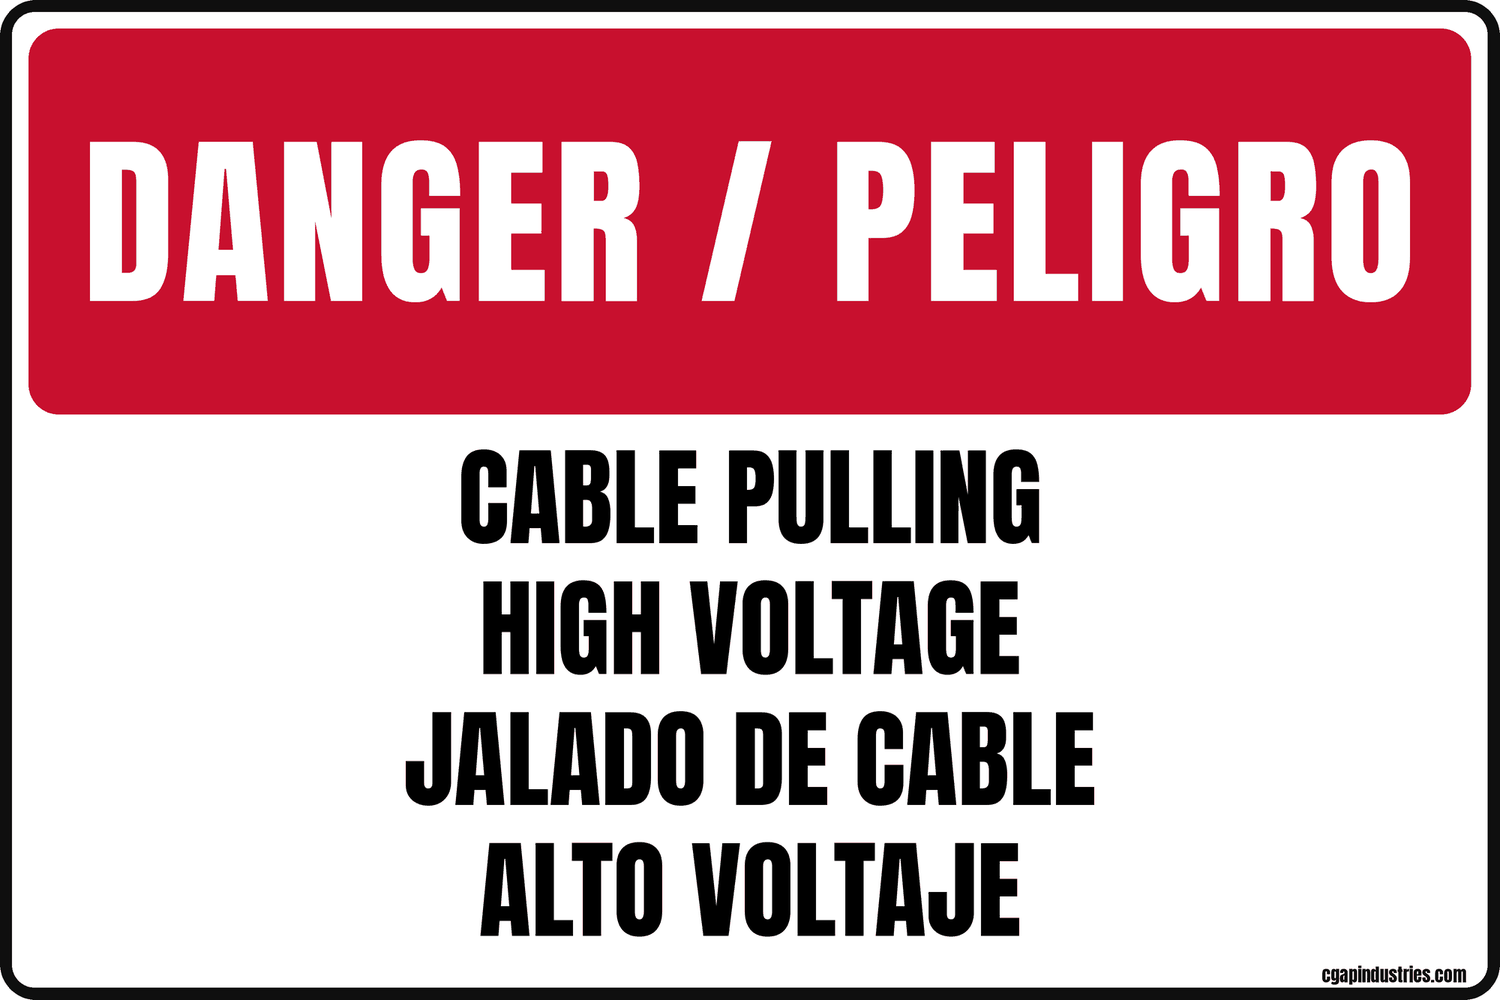 DANGER / PELIGRO
CABLE PULLING
HIGH VOLTAGE
JALADO DE CABLE
ALTO VOLTAJE
cgapindustries.com